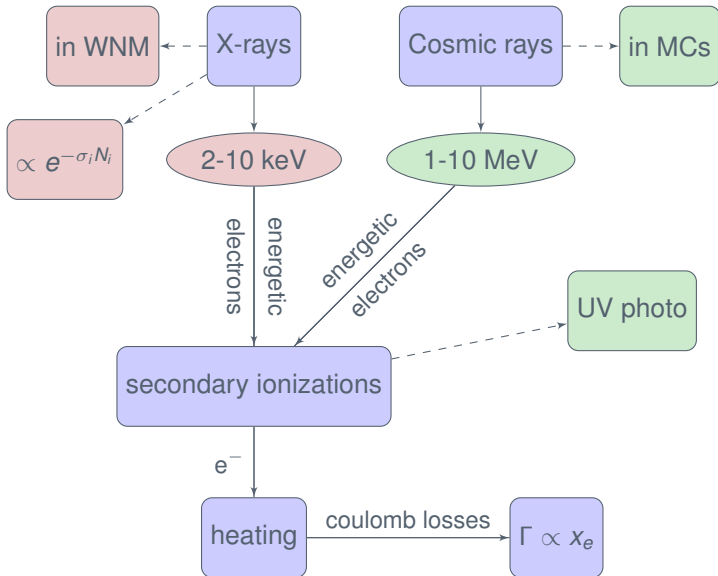 in WNM
X-rays
Cosmic rays
in MCs
∝ e^{−σ_i N_i}
2-10 keV
1-10 MeV
energetic
electrons
energetic
electrons
UV photo
secondary ionizations
e⁻
heating
coulomb losses
Γ ∝ x_e